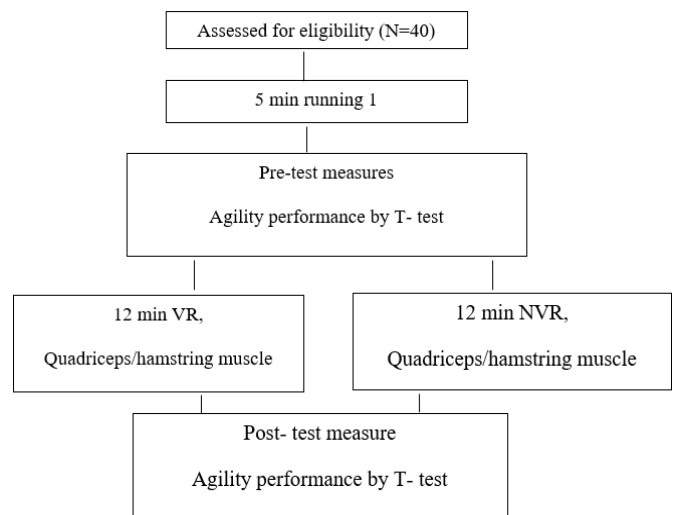 Assessed for eligibility (N=40)
5 min running 1
Pre-test measures
Agility performance by T- test
12 min VR,
Quadriceps/hamstring muscle
12 min NVR,
Quadriceps/hamstring muscle
Post- test measure
Agility performance by T- test